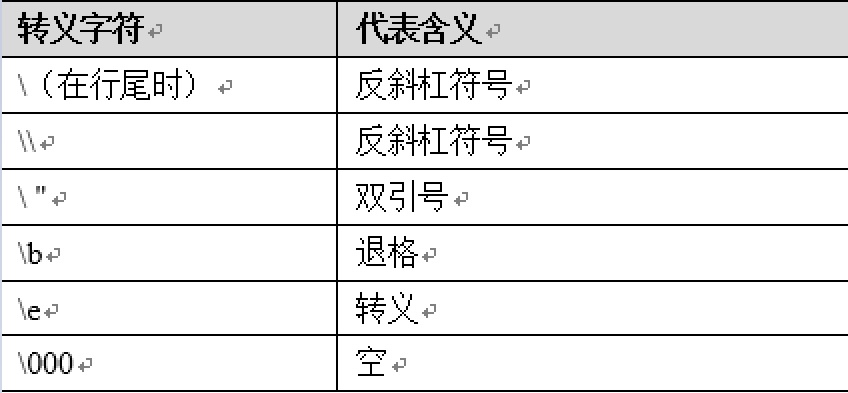 转义字符 代表含义
\（在行尾时） 反斜杠符号
\\ 反斜杠符号
\ " 双引号
\b 退格
\e 转义
\000 空